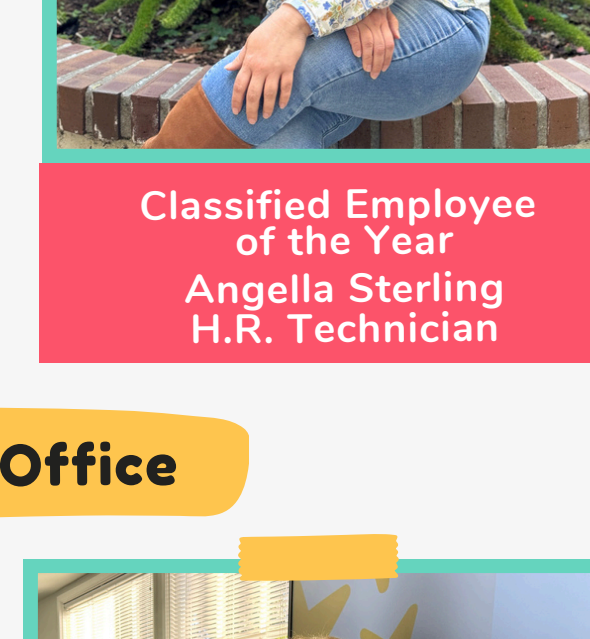 Classified Employee
of the Year
Angella Sterling
H.R. Technician
Office